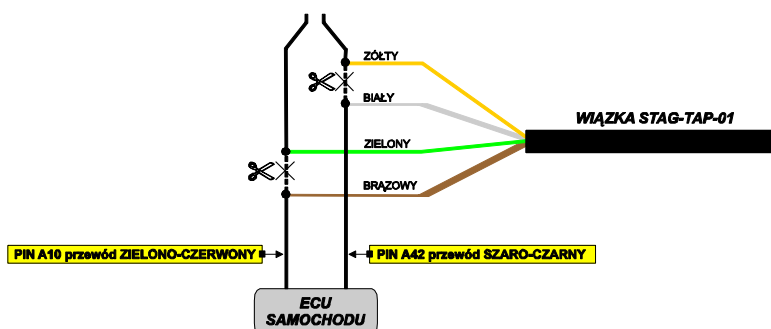 ZÓŁTY
BIAŁY
WIĄZKA STAG-TAP-01
ZIELONY
BRĄZOWY
PIN A10 przewód ZIELONO-CZERWONY
PIN A42 przewód SZARO-CZARNY
ECU
SAMOCHODU